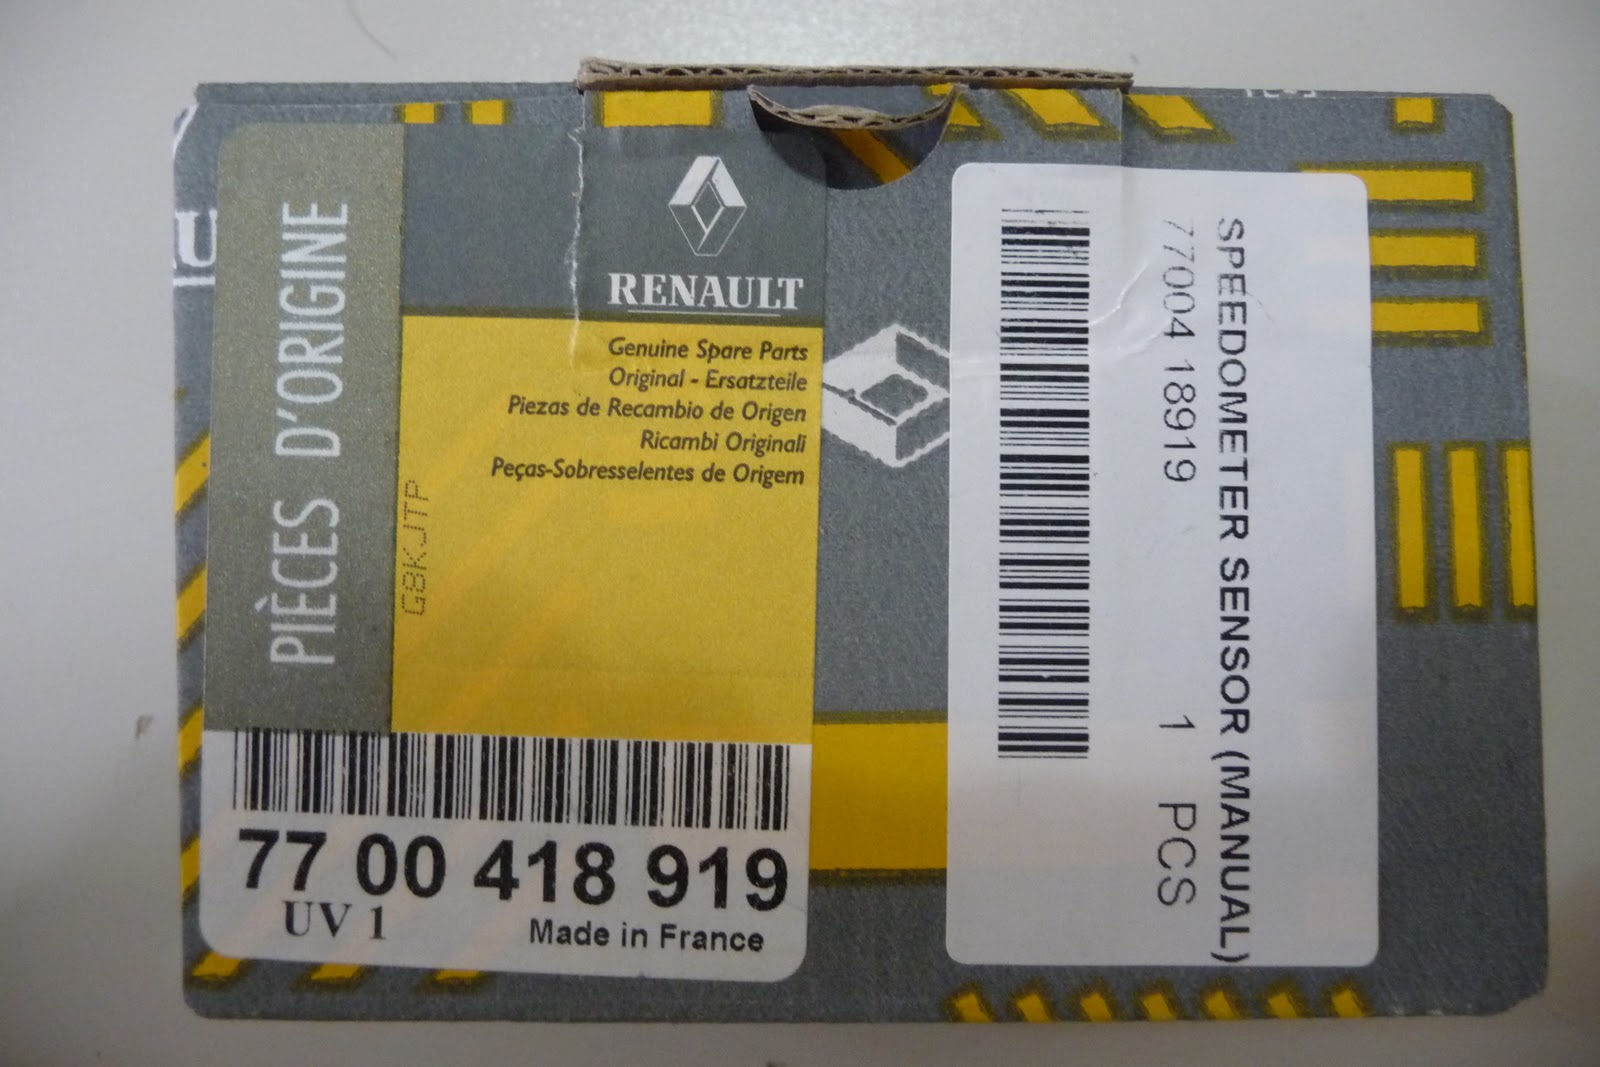 PIÈCES D'ORIGINE
RENAULT
Genuine Spare Parts
Original - Ersatzteile
Piezas de Recambio de Origen
Ricambi Originali
Peças-Sobresselentes de Origem
G8KJTP
77 00 418 919
UV 1
Made in France
SPEEDOMETER SENSOR (MANUAL)
77004 18919 1 PCS